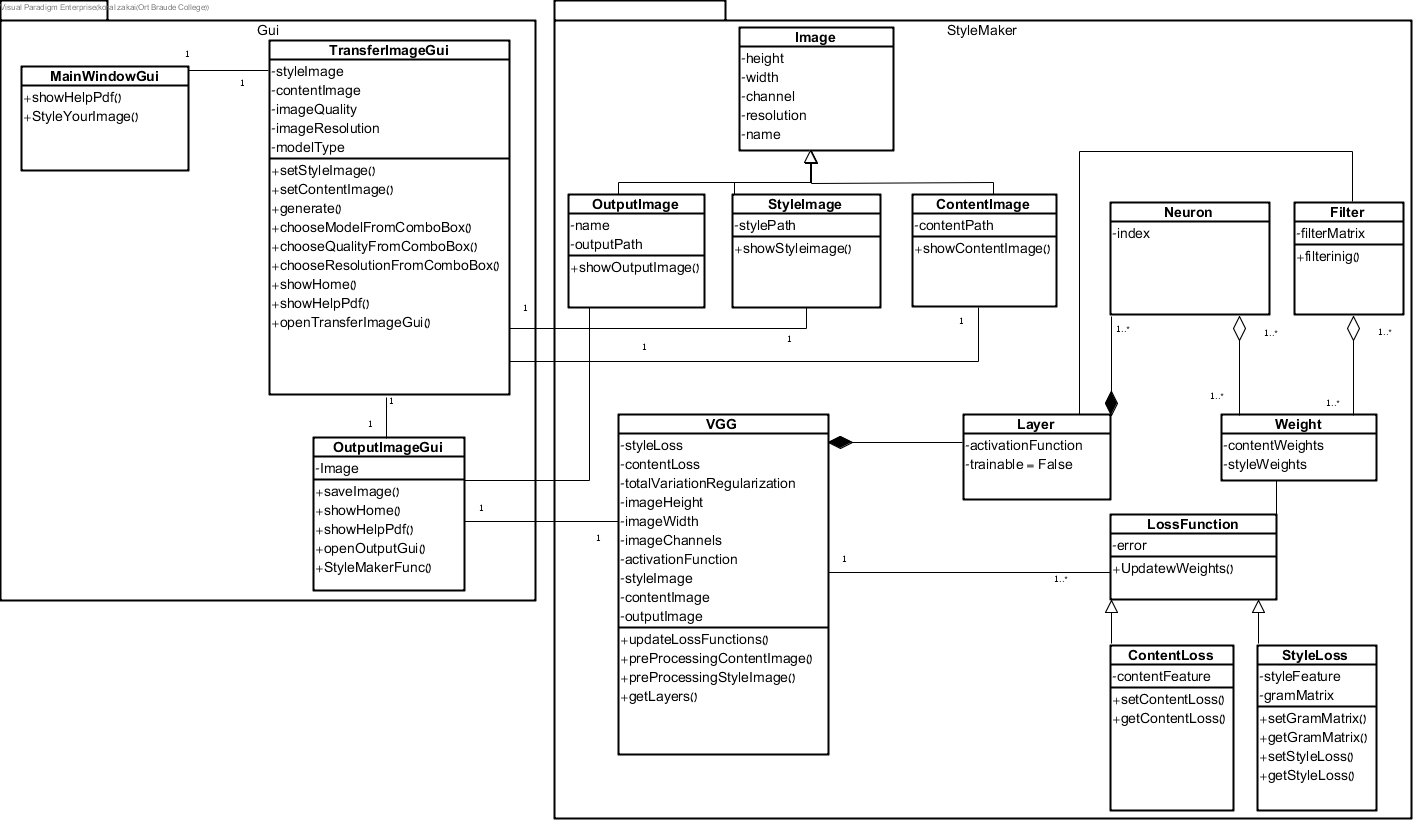 Visual Paradigm Enterprise(kobi zakai(Ort Braude College))
Gui
MainWindowGui
+showHelpPdf()
+StyleYourImage()
1
1
TransferImageGui
-styleImage
-contentImage
-imageQuality
-imageResolution
-modelType
+setStyleImage()
+setContentImage()
+generate()
+chooseModelFromComboBox()
+chooseQualityFromComboBox()
+chooseResolutionFromComboBox()
+showHome()
+showHelpPdf()
+openTransferImageGui()
1
1
OutputImageGui
-Image
+saveImage()
+showHome()
+showHelpPdf()
+openOutputGui()
+StyleMakerFunc()
1
1
1
1
1
1
StyleMaker
Image
-height
-width
-channel
-resolution
-name
OutputImage
-name
-outputPath
+showOutputImage()
StyleImage
-stylePath
+showStyleimage()
ContentImage
-contentPath
+showContentImage()
Neuron
-index
Filter
-filterMatrix
+filterinig()
1..*
1..*
1..*
1..*
1..*
VGG
-styleLoss
-contentLoss
-totalVariationRegularization
-imageHeight
-imageWidth
-imageChannels
-activationFunction
-styleImage
-contentImage
-outputImage
+updateLossFunctions()
+preProcessingContentImage()
+preProcessingStyleImage()
+getLayers()
Layer
-activationFunction
-trainable = False
Weight
-contentWeights
-styleWeights
LossFunction
-error
+UpdatewWeights()
1
1..*
ContentLoss
-contentFeature
+setContentLoss()
+getContentLoss()
StyleLoss
-styleFeature
-gramMatrix
+setGramMatrix()
+getGramMatrix()
+setStyleLoss()
+getStyleLoss()